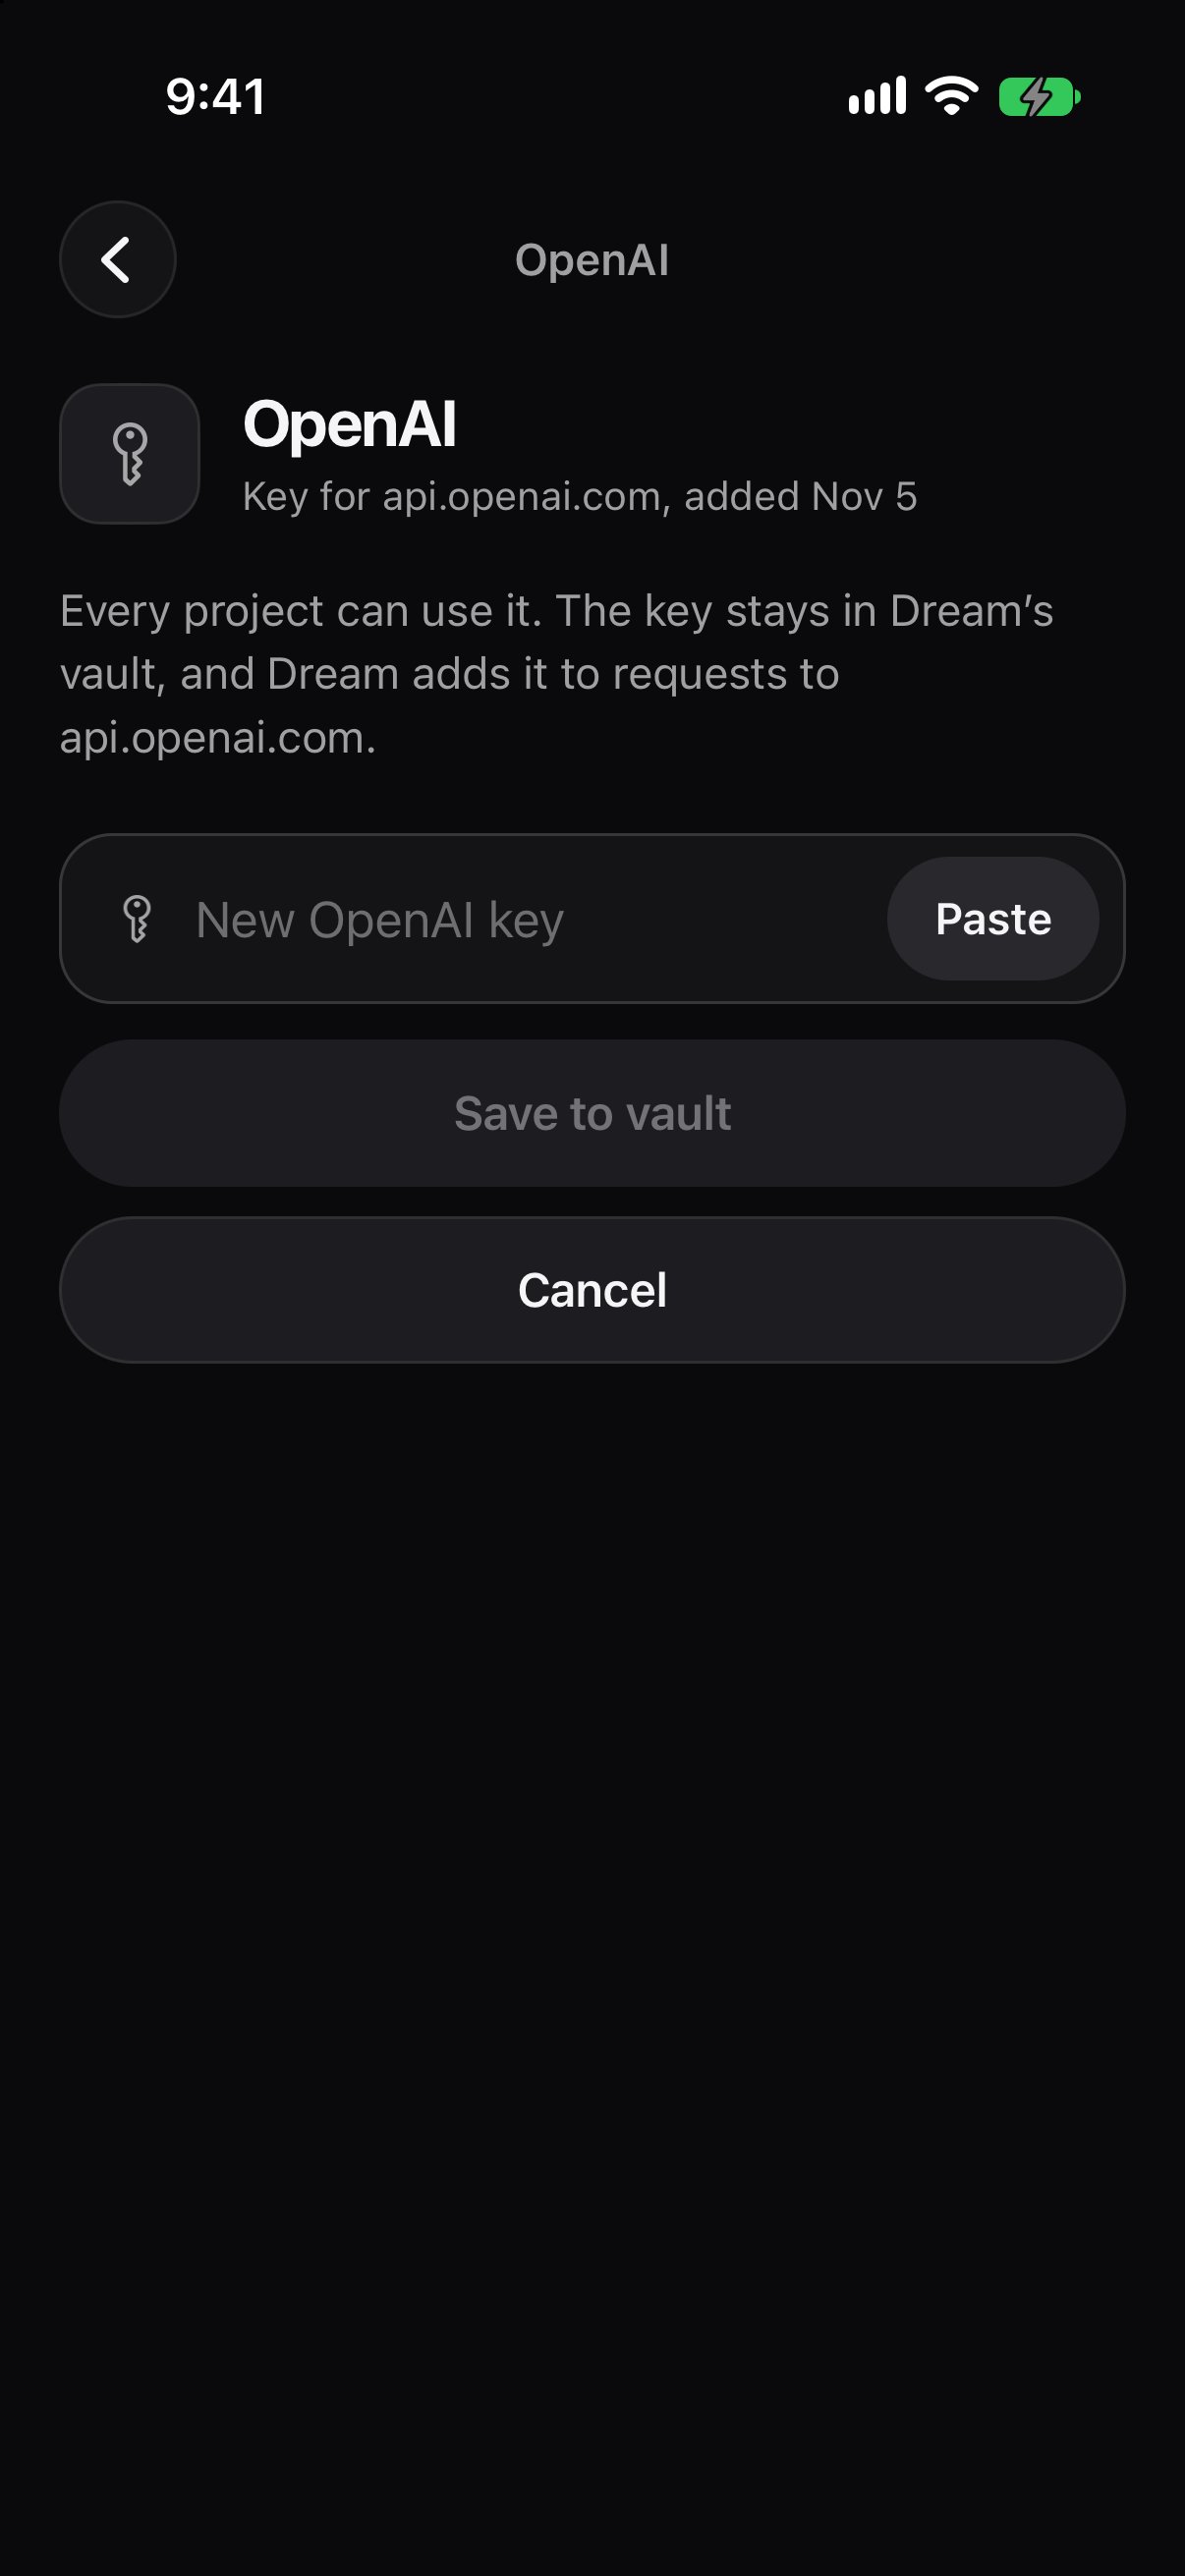 9:41
OpenAI
OpenAI
Key for api.openai.com, added Nov 5
Every project can use it. The key stays in Dream’s
vault, and Dream adds it to requests to
api.openai.com.
New OpenAI key
Paste
Save to vault
Cancel